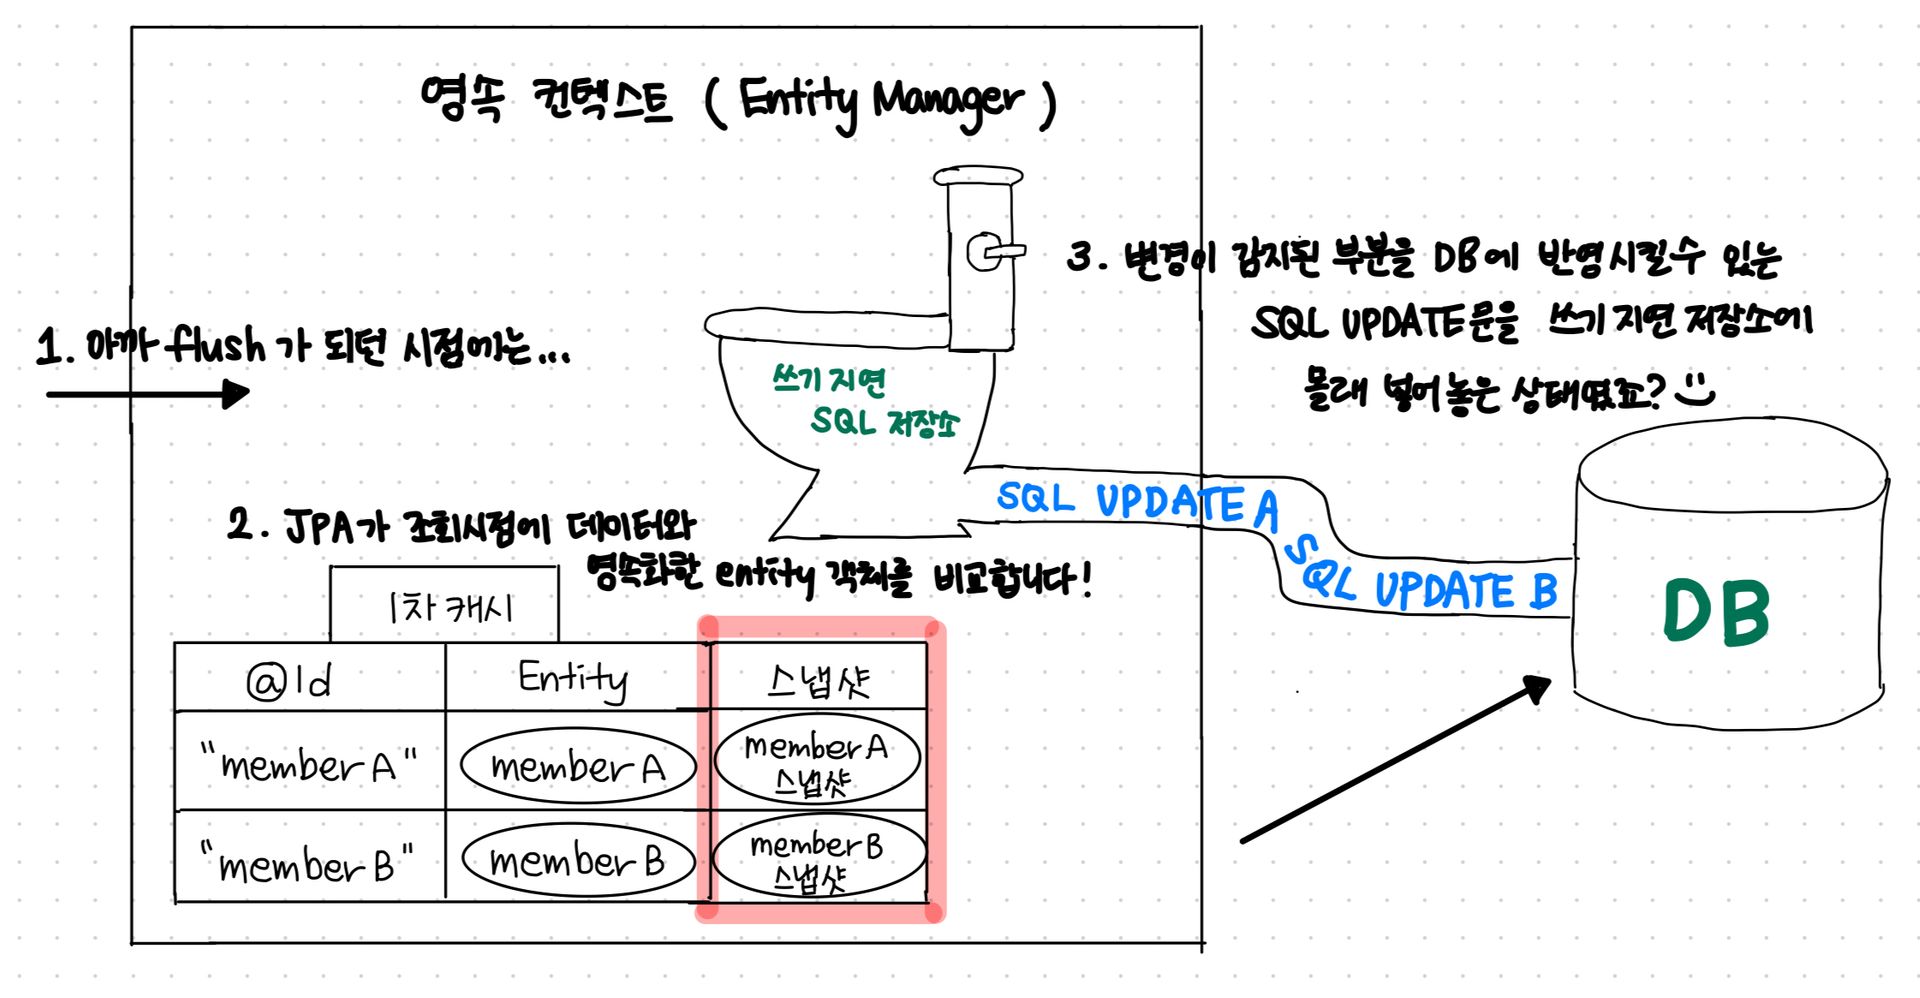 영속 컨텍스트 ( Entity Manager )
1. 아까 flush가 되던 시점에는...
3. 변경이 감지된 부분을 DB에 반영시킬수 있는
SQL UPDATE문을 쓰기 지연 저장소에
몰래 넣어놓은 상태였죠?
쓰기 지연
SQL 저장소
SQL UPDATE A
SQL UPDATE B
DB
2. JPA가 조회시점에 데이터와
영속화한 entity 객체를 비교합니다!
1차 캐시
@Id
Entity
스냅샷
"member A"
member A
member A
스냅샷
"member B"
member B
member B
스냅샷